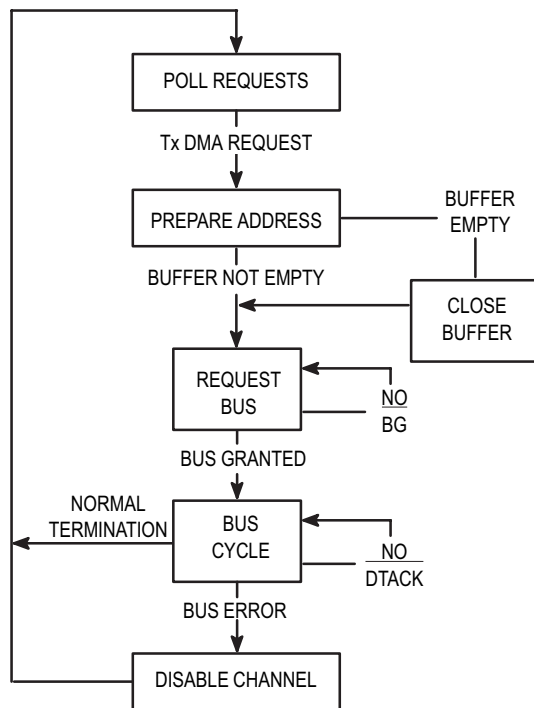 POLL REQUESTS
Tx DMA REQUEST
PREPARE ADDRESS
BUFFER
EMPTY
BUFFER NOT EMPTY
CLOSE
BUFFER
REQUEST
BUS
NO
BG
BUS GRANTED
NORMAL
TERMINATION
BUS
CYCLE
NO
DTACK
BUS ERROR
DISABLE CHANNEL